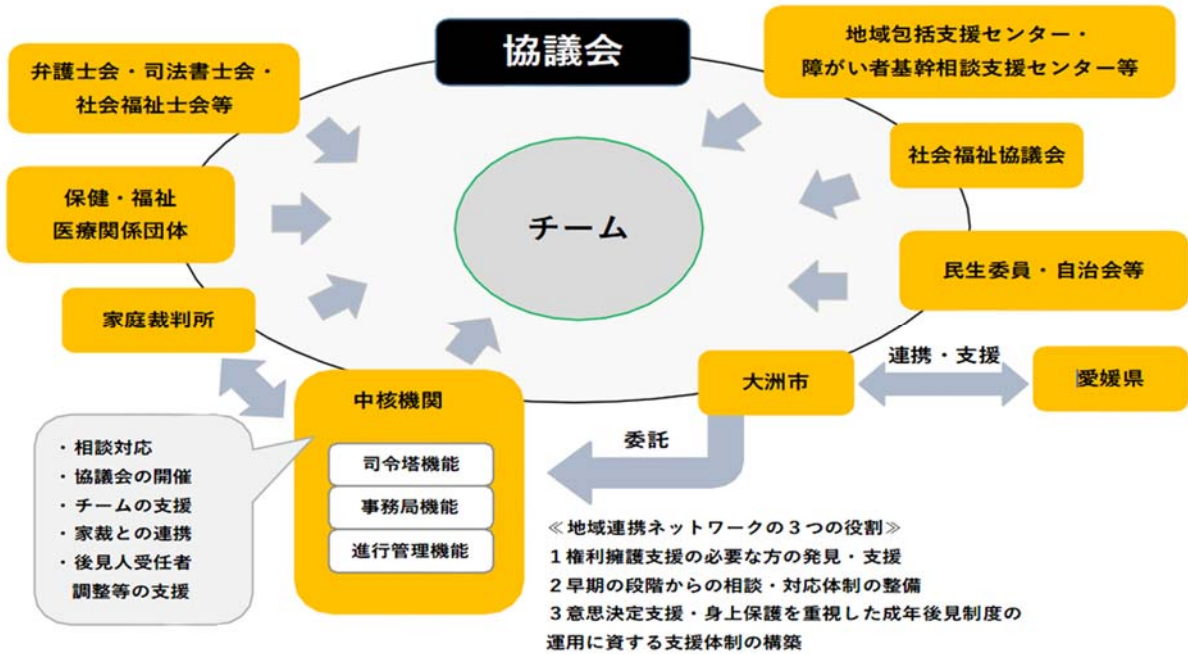 協議会
弁護士会・司法書士会・
社会福祉士会等
地域包括支援センター・
障がい者基幹相談支援センター等
保健・福祉
医療関係団体
社会福祉協議会
チーム
民生委員・自治会等
家庭裁判所
大洲市
連携・支援
愛媛県
中核機関
委託
司令塔機能
事務局機能
進行管理機能
・相談対応
・協議会の開催
・チームの支援
・家裁との連携
・後見人受任者
調整等の支援
≪地域連携ネットワークの３つの役割≫
１権利擁護支援の必要な方の発見・支援
２早期の段階からの相談・対応体制の整備
３意思決定支援・身上保護を重視した成年後見制度の
運用に資する支援体制の構築